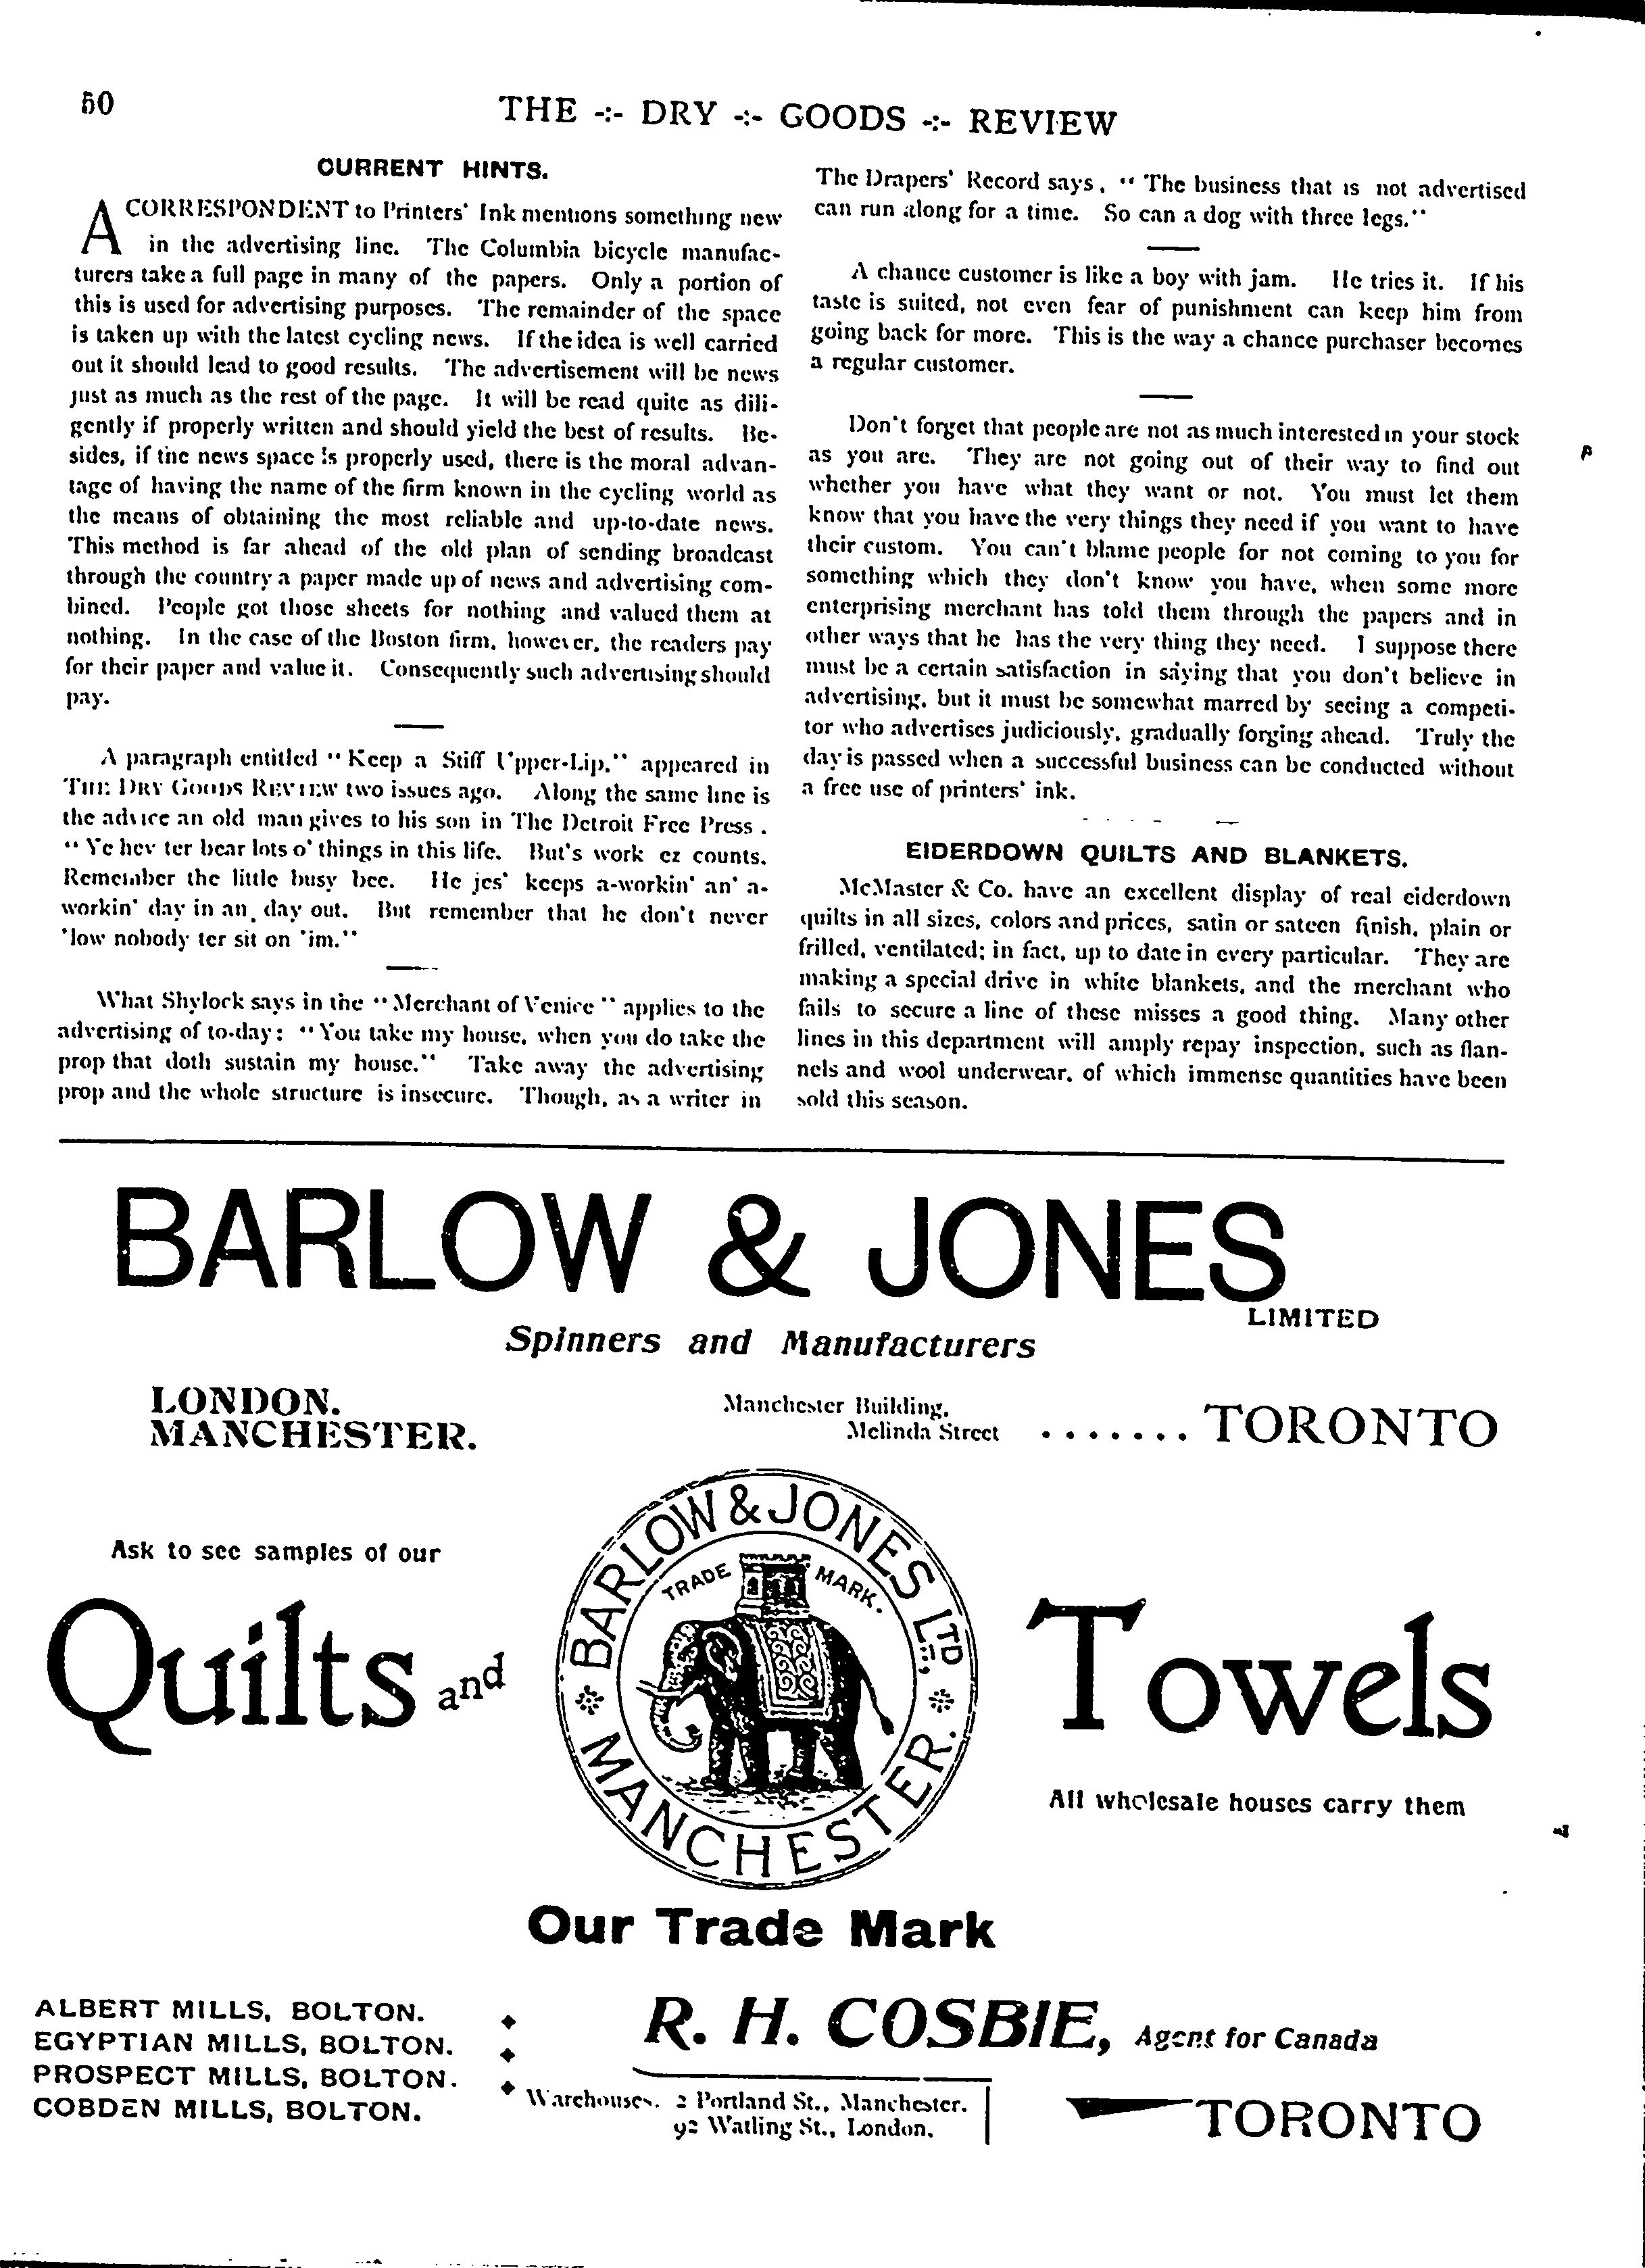 50
THE -:- DRY -:- GOODS -:- REVIEW
CURRENT HINTS.
A CORRESPONDENT to Printers' Ink mentions something new
in the advertising line. The Columbia bicycle manufac-
turers take a full page in many of the papers. Only a portion of
this is used for advertising purposes. The remainder of the space
is taken up with the latest cycling news. If the idea is well carried
out it should lead to good results. The advertisement will be news
just as much as the rest of the page. It will be read quite as dili-
gently if properly written and should yield the best of results. Be-
sides, if the news space is properly used, there is the moral advan-
tage of having the name of the firm known in the cycling world as
the means of obtaining the most reliable and up-to-date news.
This method is far ahead of the old plan of sending broadcast
through the country a paper made up of news and advertising com-
bined. People got those sheets for nothing and valued them at
nothing. In the case of the Boston firm, however, the readers pay
for their paper and value it. Consequently such advertising should
pay.
A paragraph entitled "Keep a Stiff Upper-Lip," appeared in
THE DRY GOODS REVIEW two issues ago. Along the same line is
the advice an old man gives to his son in The Detroit Free Press.
"Ye hev ter bear lots o' things in this life. But's work ez counts.
Remember the little busy bee. He jes' keeps a-workin' an' a-
workin' day in an, day out. But remember that he don't never
'low nobody ter sit on 'im."
What Shylock says in the "Merchant of Venice" applies to the
advertising of to-day: "You take my house, when you do take the
prop that doth sustain my house." Take away the advertising
prop and the whole structure is insecure. Though, as a writer in
The Drapers' Record says, "The business that is not advertised
can run along for a time. So can a dog with three legs."
A chance customer is like a boy with jam. He tries it. If his
taste is suited, not even fear of punishment can keep him from
going back for more. This is the way a chance purchaser becomes
a regular customer.
Don't forget that people are not as much interested in your stock
as you are. They are not going out of their way to find out
whether you have what they want or not. You must let them
know that you have the very things they need if you want to have
their custom. You can't blame people for not coming to you for
something which they don't know you have, when some more
enterprising merchant has told them through the papers and in
other ways that he has the very thing they need. I suppose there
must be a certain satisfaction in saying that you don't believe in
advertising, but it must be somewhat marred by seeing a competi-
tor who advertises judiciously, gradually forging ahead. Truly the
day is passed when a successful business can be conducted without
a free use of printers' ink.
EIDERDOWN QUILTS AND BLANKETS.
McMaster & Co. have an excellent display of real eiderdown
quilts in all sizes, colors and prices, satin or sateen finish, plain or
frilled, ventilated; in fact, up to date in every particular. They are
making a special drive in white blankets, and the merchant who
fails to secure a line of these misses a good thing. Many other
lines in this department will amply repay inspection, such as flan-
nels and wool underwear, of which immense quantities have been
sold this season.
BARLOW & JONES
LIMITED
Spinners and Manufacturers
LONDON.
MANCHESTER.
Manchester Building,
Melinda Street ....... TORONTO
Ask to see samples of our
Quilts and
BARLOW & JONES LTD.,
MANCHESTER.
TRADE MARK.
Towels
All wholesale houses carry them
Our Trade Mark
ALBERT MILLS, BOLTON.
EGYPTIAN MILLS, BOLTON.
PROSPECT MILLS, BOLTON.
COBDEN MILLS, BOLTON.
R. H. COSBIE, Agent for Canada
Warehouses. 2 Portland St., Manchester.
92 Watling St., London.
TORONTO